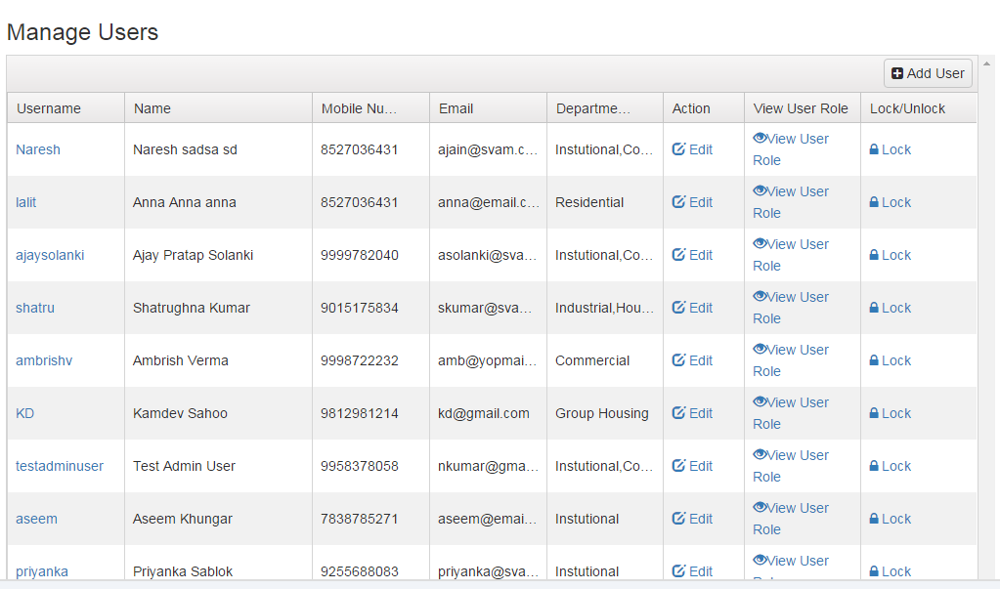 Manage Users
Add User
Username Name Mobile Nu... Email Departme... Action View User Role Lock/Unlock
Naresh Naresh sadsa sd 8527036431 ajain@svam.c... Instutional,Co... Edit View User Role Lock
lalit Anna Anna anna 8527036431 anna@email.c... Residential Edit View User Role Lock
ajaysolanki Ajay Pratap Solanki 9999782040 asolanki@sva... Instutional,Co... Edit View User Role Lock
shatru Shatrughna Kumar 9015175834 skumar@sva... Industrial,Hou... Edit View User Role Lock
ambrishv Ambrish Verma 9998722232 amb@yopmai... Commercial Edit View User Role Lock
KD Kamdev Sahoo 9812981214 kd@gmail.com Group Housing Edit View User Role Lock
testadminuser Test Admin User 9958378058 nkumar@gma... Instutional,Co... Edit View User Role Lock
aseem Aseem Khungar 7838785271 aseem@emai... Instutional Edit View User Role Lock
priyanka Priyanka Sablok 9255688083 priyanka@sva... Instutional Edit View User Lock